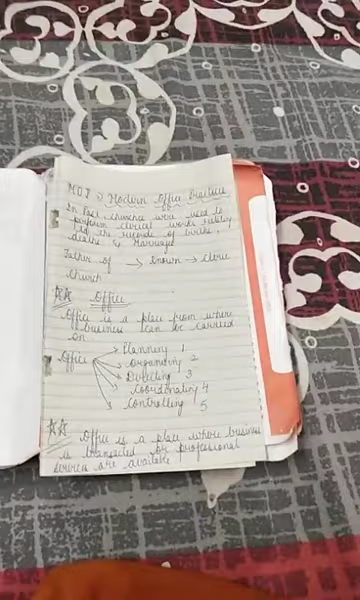 M.O.P → Modern Office Practice
In Past, churches were used to
perform clerical works relating
to the records of births,
deaths & Marriages
Father of → known → cleric
church
Office
Office is a place from where
business can be carried
on
Office
Planning 1
Organising 2
Directing 3
Coordinating 4
Controlling 5
Office is a place where business
is transacted or professional
services are available